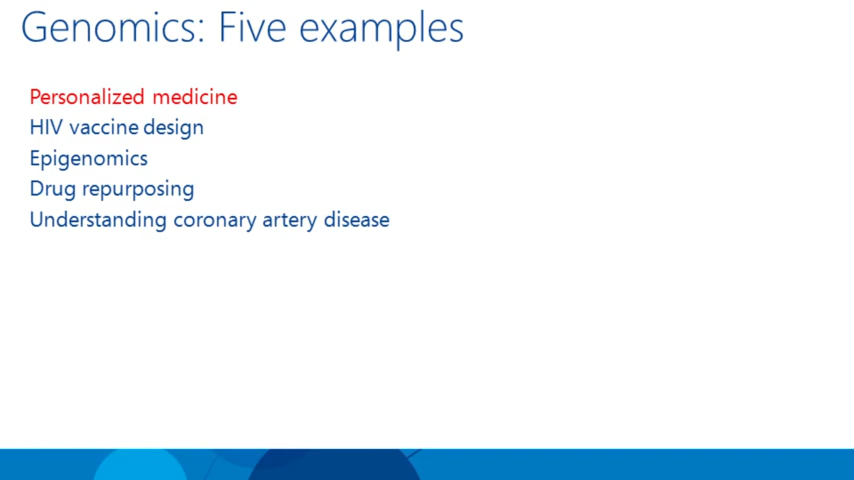 Genomics: Five examples
Personalized medicine
HIV vaccine design
Epigenomics
Drug repurposing
Understanding coronary artery disease